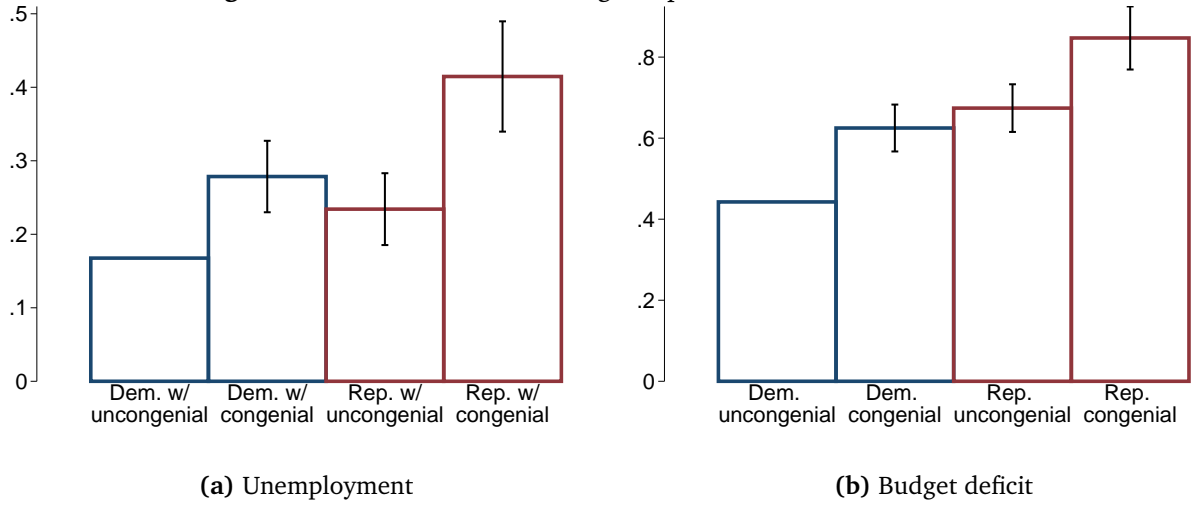 .5
.4
.3
.2
.1
0
Dem. w/ uncongenial
Dem. w/ congenial
Rep. w/ uncongenial
Rep. w/ congenial
(a) Unemployment
.8
.6
.4
.2
0
Dem. uncongenial
Dem. congenial
Rep. uncongenial
Rep. congenial
(b) Budget deficit